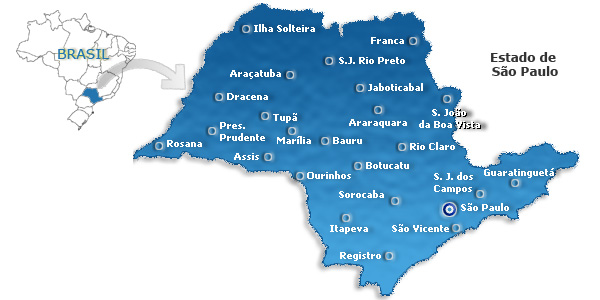 BRASIL
Estado de
São Paulo
Ilha Solteira
Franca
S.J. Rio Preto
Araçatuba
Jaboticabal
Dracena
S. João
da Boa Vista
Araraquara
Tupã
Pres.
Prudente
Marília
Bauru
Rosana
Rio Claro
Assis
Botucatu
Ourinhos
Guaratinguetá
S. J. dos
Campos
Sorocaba
São Paulo
Itapeva
São Vicente
Registro